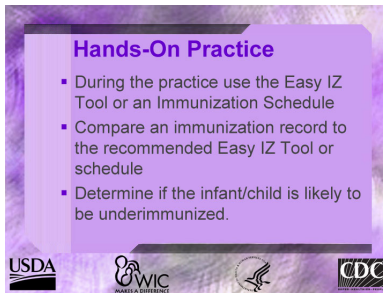 Hands-On Practice
▪ During the practice use the Easy IZ
Tool or an Immunization Schedule
▪ Compare an immunization record to
the recommended Easy IZ Tool or
schedule
▪ Determine if the infant/child is likely to
be underimmunized.
USDA
WIC
MAKES A DIFFERENCE
CDC